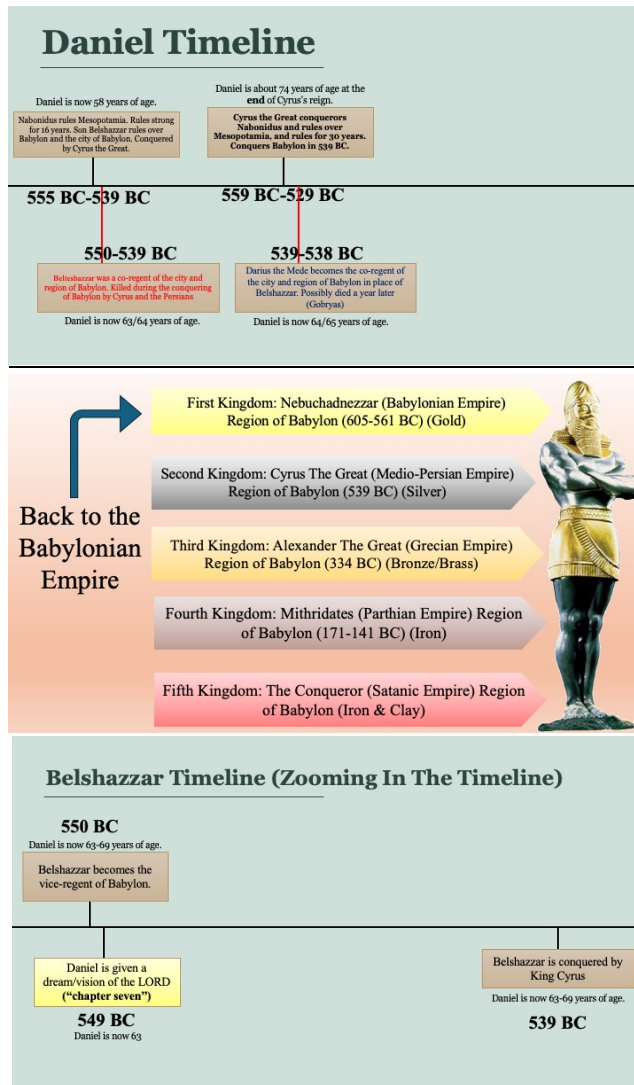 Daniel Timeline
Daniel is now 58 years of age.
Nabonidus rules Mesopotamia. Rules strong
for 16 years. Son Belshazzar rules over
Babylon and the city of Babylon. Conquered
by Cyrus the Great.
Daniel is about 74 years of age at the
end of Cyrus's reign.
Cyrus the Great conquerors
Nabonidus and rules over
Mesopotamia, and rules for 30 years.
Conquers Babylon in 539 BC.
555 BC-539 BC
559 BC-529 BC
550-539 BC
Belteshazzar was a co-regent of the city and
region of Babylon. Killed during the conquering
of Babylon by Cyrus and the Persians
Daniel is now 63/64 years of age.
539-538 BC
Darius the Mede becomes the co-regent of
the city and region of Babylon in place of
Belshazzar. Possibly died a year later
(Gobryas)
Daniel is now 64/65 years of age.
Back to the
Babylonian
Empire
First Kingdom: Nebuchadnezzar (Babylonian Empire)
Region of Babylon (605-561 BC) (Gold)
Second Kingdom: Cyrus The Great (Medio-Persian Empire)
Region of Babylon (539 BC) (Silver)
Third Kingdom: Alexander The Great (Grecian Empire)
Region of Babylon (334 BC) (Bronze/Brass)
Fourth Kingdom: Mithridates (Parthian Empire) Region
of Babylon (171-141 BC) (Iron)
Fifth Kingdom: The Conqueror (Satanic Empire) Region
of Babylon (Iron & Clay)
Belshazzar Timeline (Zooming In The Timeline)
550 BC
Daniel is now 63-69 years of age.
Belshazzar becomes the
vice-regent of Babylon.
Daniel is given a
dream/vision of the LORD
("chapter seven")
549 BC
Daniel is now 63
Belshazzar is conquered by
King Cyrus
Daniel is now 63-69 years of age.
539 BC